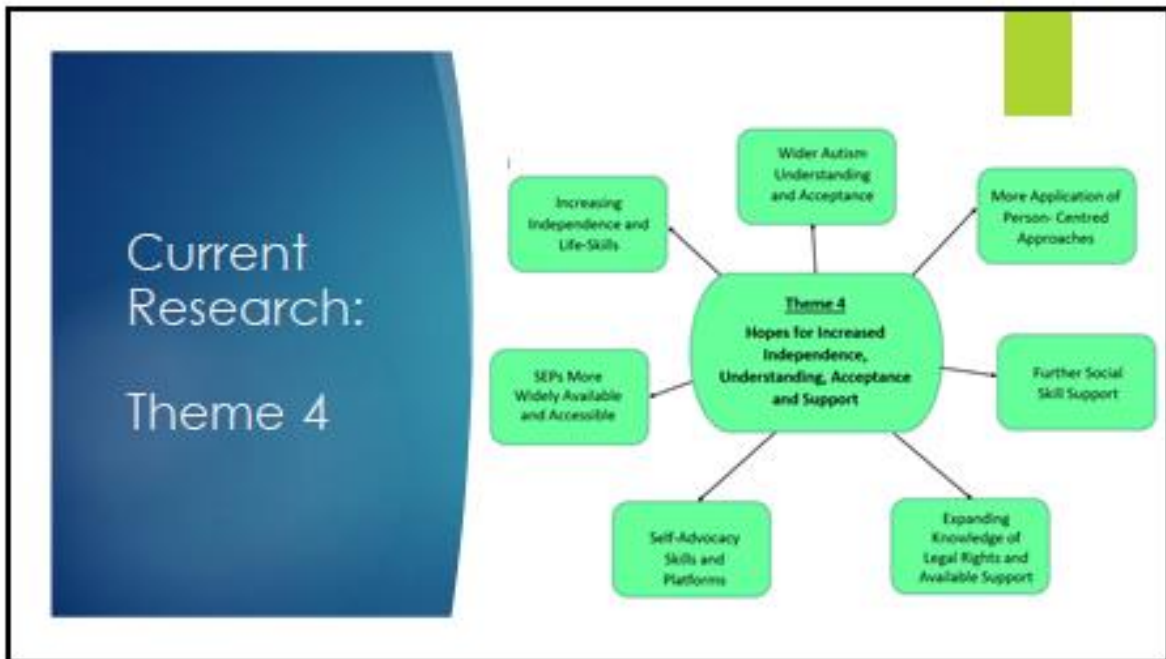 Current
Research:
Theme 4
Wider Autism
Understanding
and Acceptance
Increasing
Independence and
Life-Skills
More Application of
Person- Centred
Approaches
Theme 4
Hopes for Increased
Independence,
Understanding, Acceptance
and Support
SEPs More
Widely Available
and Accessible
Further Social
Skill Support
Self-Advocacy
Skills and
Platforms
Expanding
Knowledge of
Legal Rights and
Available Support